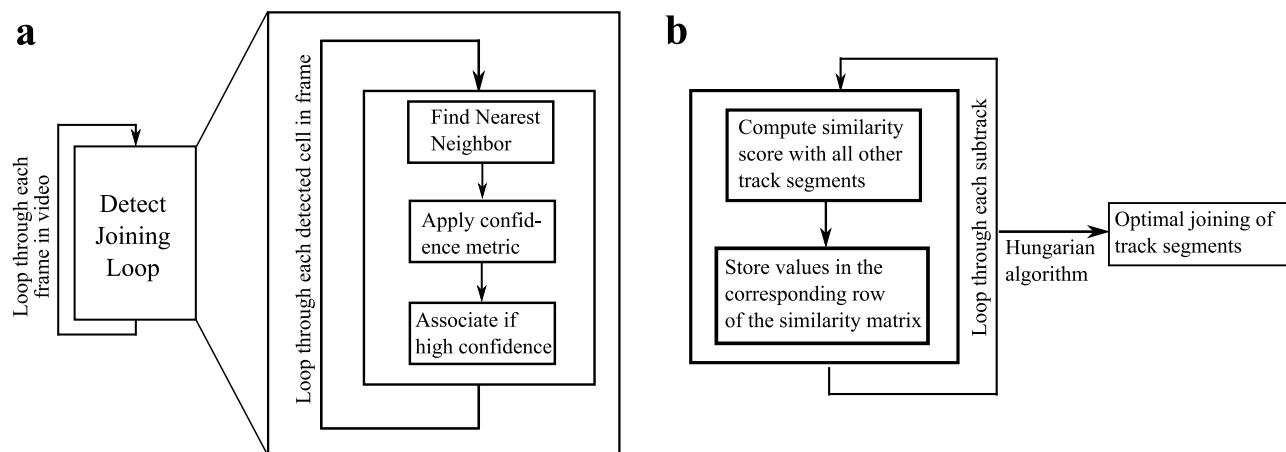 a
Loop through each
frame in video
Detect
Joining
Loop
Loop through each detected cell in frame
Find Nearest
Neighbor
Apply confid-
ence metric
Associate if
high confidence
b
Compute similarity
score with all other
track segments
Store values in the
corresponding row
of the similarity matrix
Loop through each subtrack
Hungarian
algorithm
Optimal joining of
track segments